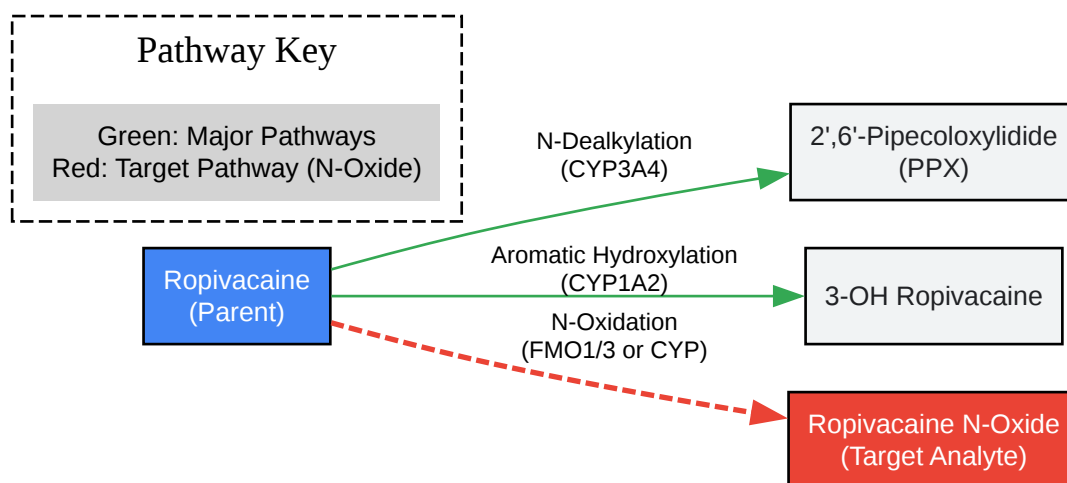 Pathway Key
Green: Major Pathways
Red: Target Pathway (N-Oxide)
N-Dealkylation
(CYP3A4)
2',6'-Pipecoloxylidide
(PPX)
Ropivacaine
(Parent)
Aromatic Hydroxylation
(CYP1A2)
3-OH Ropivacaine
N-Oxidation
(FMO1/3 or CYP)
Ropivacaine N-Oxide
(Target Analyte)